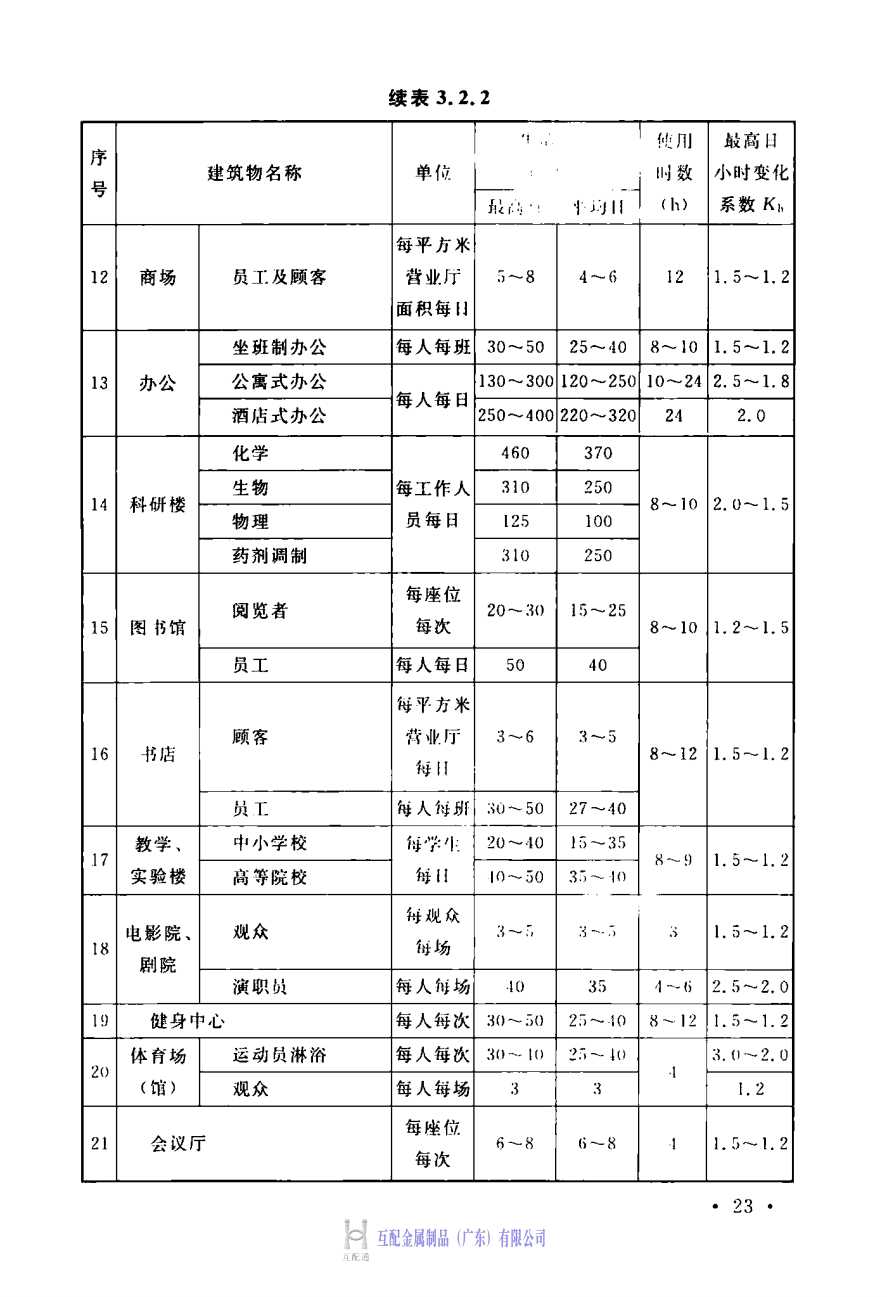 续表 3.2.2
序号 建筑物名称 单位 最高 平均日 使用时数（h） 最高日小时变化系数 Kh
12 商场 员工及顾客 每平方米营业厅面积每日 5～8 4～6 12 1.5～1.2
13 办公 坐班制办公 每人每班 30～50 25～40 8～10 1.5～1.2
公寓式办公 每人每日 130～300 120～250 10～24 2.5～1.8
酒店式办公 250～400 220～320 24 2.0
14 科研楼 化学 每工作人员每日 460 370 8～10 2.0～1.5
生物 310 250
物理 125 100
药剂调制 310 250
15 图书馆 阅览者 每座位每次 20～30 15～25 8～10 1.2～1.5
员工 每人每日 50 40
16 书店 顾客 每平方米营业厅每日 3～6 3～5 8～12 1.5～1.2
员工 每人每班 30～50 27～40
17 教学、实验楼 中小学校 每学生每日 20～40 15～35 8～9 1.5～1.2
高等院校 40～50 35～40
18 电影院、剧院 观众 每观众每场 3～5 3～5 3 1.5～1.2
演职员 每人每场 40 35 4～6 2.5～2.0
19 健身中心 每人每次 30～50 25～40 8～12 1.5～1.2
20 体育场（馆） 运动员淋浴 每人每次 30～40 25～40 4 3.0～2.0
观众 每人每场 3 3 1.2
21 会议厅 每座位每次 6～8 6～8 4 1.5～1.2
• 23 •
互配金属制品（广东）有限公司
互配通